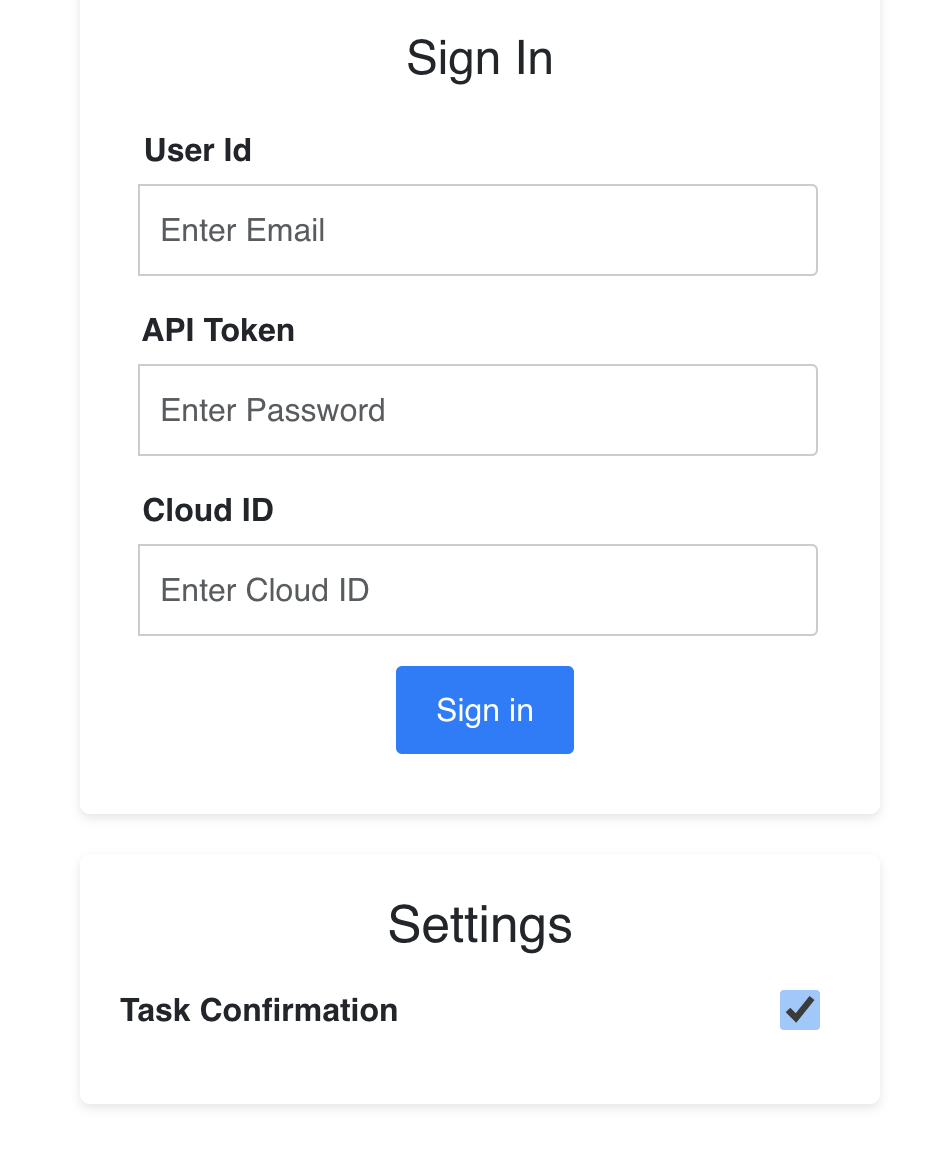 Sign In
User Id
Enter Email
API Token
Enter Password
Cloud ID
Enter Cloud ID
Sign in
Settings
Task Confirmation